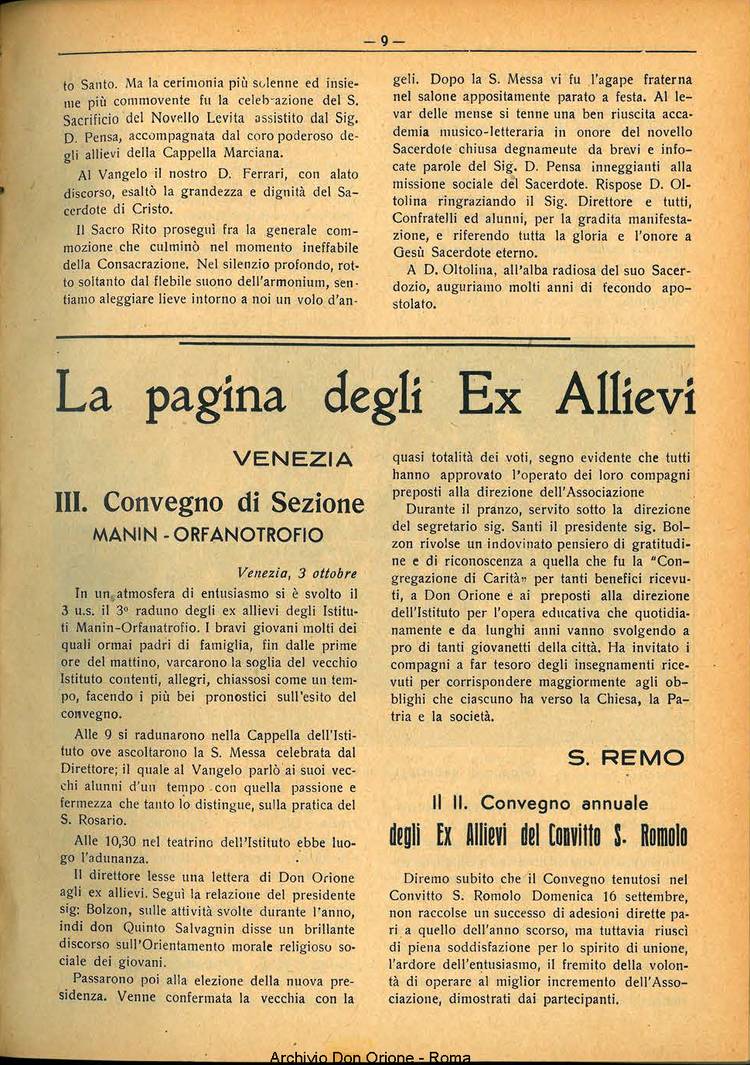 — 9 —
to Santo. Ma la cerimonia più solenne ed insie-
me più commovente fu la celebrazione del S.
Sacrificio del Novello Levita assistito dal Sig.
D. Pensa, accompagnata dal coro poderoso de-
gli allievi della Cappella Marciana.
Al Vangelo il nostro D. Ferrari, con alato
discorso, esaltò la grandezza e dignità del Sa-
cerdote di Cristo.
Il Sacro Rito proseguì fra la generale com-
mozione che culminò nel momento ineffabile
della Consacrazione. Nel silenzio profondo, rot-
to soltanto dal flebile suono dell'armonium, sen-
tiamo aleggiare lieve intorno a noi un volo d'an-
geli. Dopo la S. Messa vi fu l'agape fraterna
nel salone appositamente parato a festa. Al le-
var delle mense si tenne una ben riuscita acca-
demia musico-letteraria in onore del novello
Sacerdote chiusa degnamente da brevi e info-
cate parole del Sig. D. Pensa inneggianti alla
missione sociale del Sacerdote. Rispose D. Ol-
tolina ringraziando il Sig. Direttore e tutti,
Confratelli ed alunni, per la gradita manifesta-
zione, e riferendo tutta la gloria e l'onore a
Gesù Sacerdote eterno.
A D. Oltolina, all'alba radiosa del suo Sacer-
dozio, auguriamo molti anni di fecondo apo-
stolato.
La pagina degli Ex Allievi
VENEZIA
III. Convegno di Sezione
MANIN - ORFANOTROFIO
Venezia, 3 ottobre
In un atmosfera di entusiasmo si è svolto il
3 u.s. il 3º raduno degli ex allievi degli Istitu-
ti Manin-Orfanatrofio. I bravi giovani molti dei
quali ormai padri di famiglia, fin dalle prime
ore del mattino, varcarono la soglia del vecchio
Istituto contenti, allegri, chiassosi come un tem-
po, facendo i più bei pronostici sull'esito del
convegno.
Alle 9 si radunarono nella Cappella dell'Isti-
tuto ove ascoltarono la S. Messa celebrata dal
Direttore; il quale al Vangelo parlò ai suoi vec-
chi alunni d'un tempo con quella passione e
fermezza che tanto lo distingue, sulla pratica del
S. Rosario.
Alle 10,30 nel teatrino dell'Istituto ebbe luo-
go l'adunanza.
Il direttore lesse una lettera di Don Orione
agli ex allievi. Seguì la relazione del presidente
sig: Bolzon, sulle attività svolte durante l'anno,
indi don Quinto Salvagnin disse un brillante
discorso sull'Orientamento morale religioso so-
ciale dei giovani.
Passarono poi alla elezione della nuova pre-
sidenza. Venne confermata la vecchia con la
quasi totalità dei voti, segno evidente che tutti
hanno approvato l'operato dei loro compagni
preposti alla direzione dell'Associazione
Durante il pranzo, servito sotto la direzione
del segretario sig. Santi il presidente sig. Bol-
zon rivolse un indovinato pensiero di gratitudi-
ne e di riconoscenza a quella che fu la "Con-
gregazione di Carità" per tanti benefici ricevu-
ti, a Don Orione e ai preposti alla direzione
dell'Istituto per l'opera educativa che quotidia-
namente e da lunghi anni vanno svolgendo a
pro di tanti giovanetti della città. Ha invitato i
compagni a far tesoro degli insegnamenti rice-
vuti per corrispondere maggiormente agli ob-
blighi che ciascuno ha verso la Chiesa, la Pa-
tria e la società.
S. REMO
Il II. Convegno annuale
degli Ex Allievi del Convitto S. Romolo
Diremo subito che il Convegno tenutosi nel
Convitto S. Romolo Domenica 16 settembre,
non raccolse un successo di adesioni dirette pa-
ri a quello dell'anno scorso, ma tuttavia riuscì
di piena soddisfazione per lo spirito di unione,
l'ardore dell'entusiasmo, il fremito della volon-
tà di operare al miglior incremento dell'Asso-
ciazione, dimostrati dai partecipanti.
Archivio Don Orione - Roma